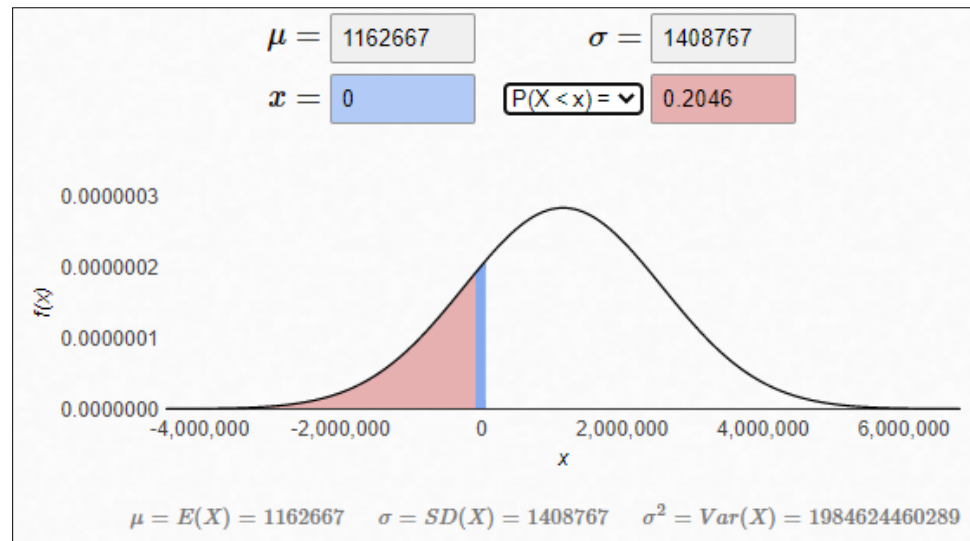 μ = 1162667 σ = 1408767
x = 0 P(X < x) = 0.2046
0.0000003
0.0000002
0.0000001
0.0000000
f(x)
-4,000,000 -2,000,000 0 2,000,000 4,000,000 6,000,000
x
μ = E(X) = 1162667 σ = SD(X) = 1408767 σ² = Var(X) = 1984624460289